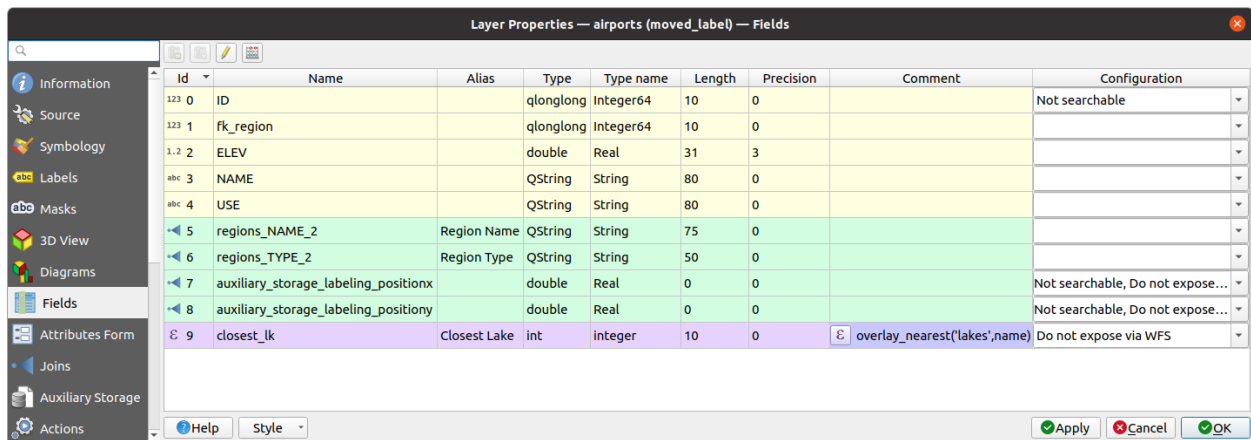 Layer Properties — airports (moved_label) — Fields
Information
Source
Symbology
abc Labels
abc Masks
3D View
Diagrams
Fields
Attributes Form
Joins
Auxiliary Storage
Actions
Id Name Alias Type Type name Length Precision Comment Configuration
123 0 ID qlonglong Integer64 10 0 Not searchable
123 1 fk_region qlonglong Integer64 10 0
1.2 2 ELEV double Real 31 3
abc 3 NAME QString String 80 0
abc 4 USE QString String 80 0
5 regions_NAME_2 Region Name QString String 75 0
6 regions_TYPE_2 Region Type QString String 50 0
7 auxiliary_storage_labeling_positionx double Real 0 0 Not searchable, Do not expose...
8 auxiliary_storage_labeling_positiony double Real 0 0 Not searchable, Do not expose...
ε 9 closest_lk Closest Lake int integer 10 0 ε overlay_nearest('lakes',name) Do not expose via WFS
Help Style Apply Cancel OK